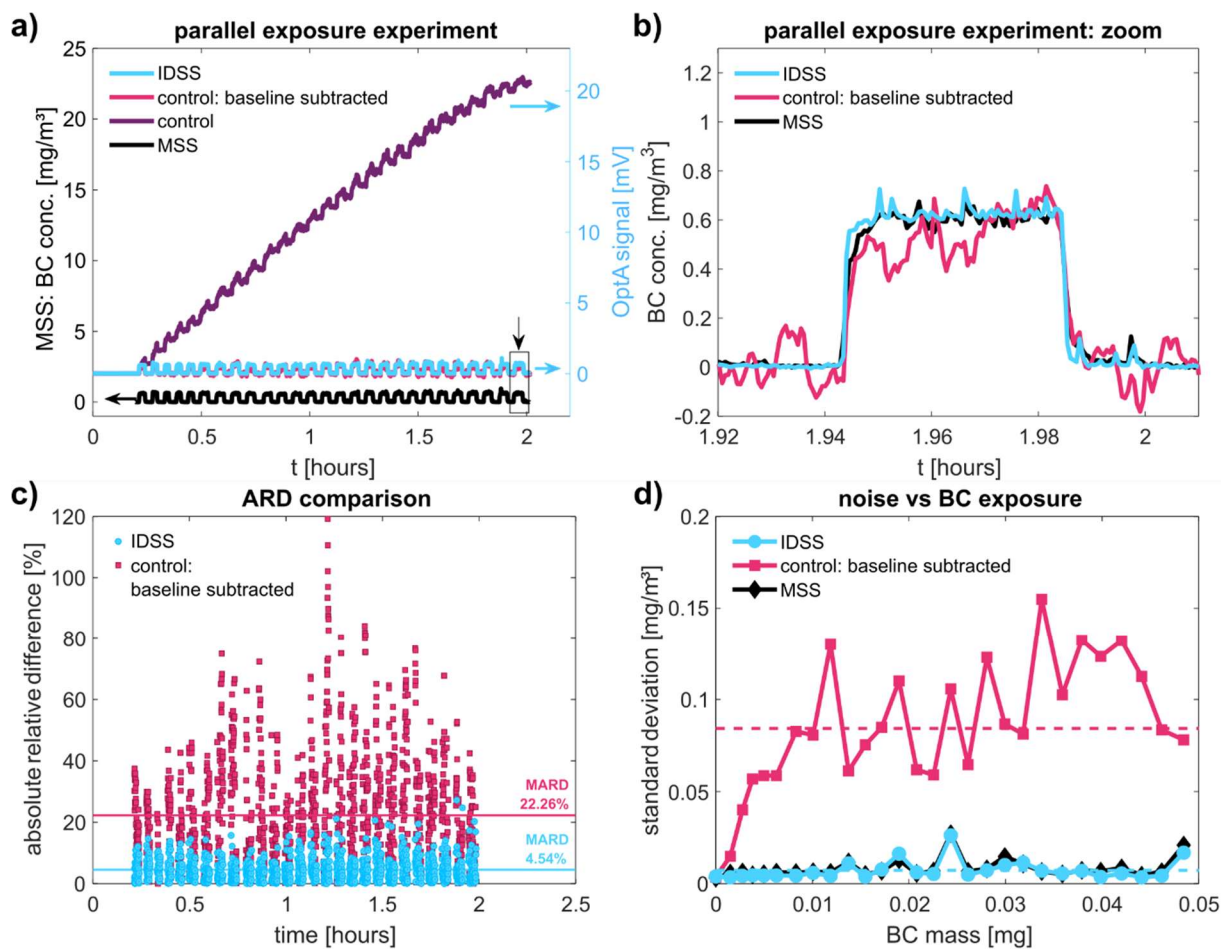 a)
parallel exposure experiment
25
20
15
10
5
0
MSS: BC conc. [mg/m³]
IDSS
control: baseline subtracted
control
MSS
20
15
10
5
0
OptA signal [mV]
0
0.5
1
1.5
2
t [hours]
b)
parallel exposure experiment: zoom
1.2
1
0.8
0.6
0.4
0.2
0
-0.2
BC conc. [mg/m³]
IDSS
control: baseline subtracted
MSS
1.92
1.94
1.96
1.98
2
t [hours]
c)
ARD comparison
120
100
80
60
40
20
0
absolute relative difference [%]
IDSS
control:
baseline subtracted
MARD
22.26%
MARD
4.54%
0
0.5
1
1.5
2
2.5
time [hours]
d)
noise vs BC exposure
0.2
0.15
0.1
0.05
0
standard deviation [mg/m³]
IDSS
control: baseline subtracted
MSS
0
0.01
0.02
0.03
0.04
0.05
BC mass [mg]